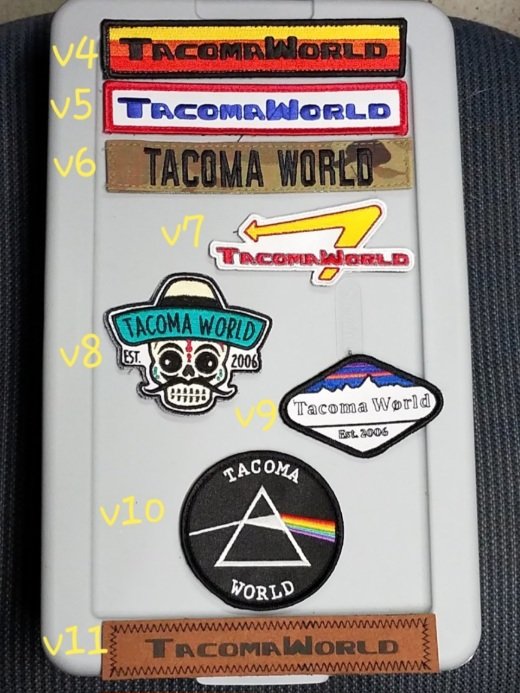 v4
TACOMAWORLD
v5
TACOMAWORLD
v6
TACOMA WORLD
v7
TACOMAWORLD
v8
TACOMA WORLD
EST. 2006
v9
Tacoma Wørld
Est. 2006
v10
TACOMA
WORLD
v11
TACOMAWORLD